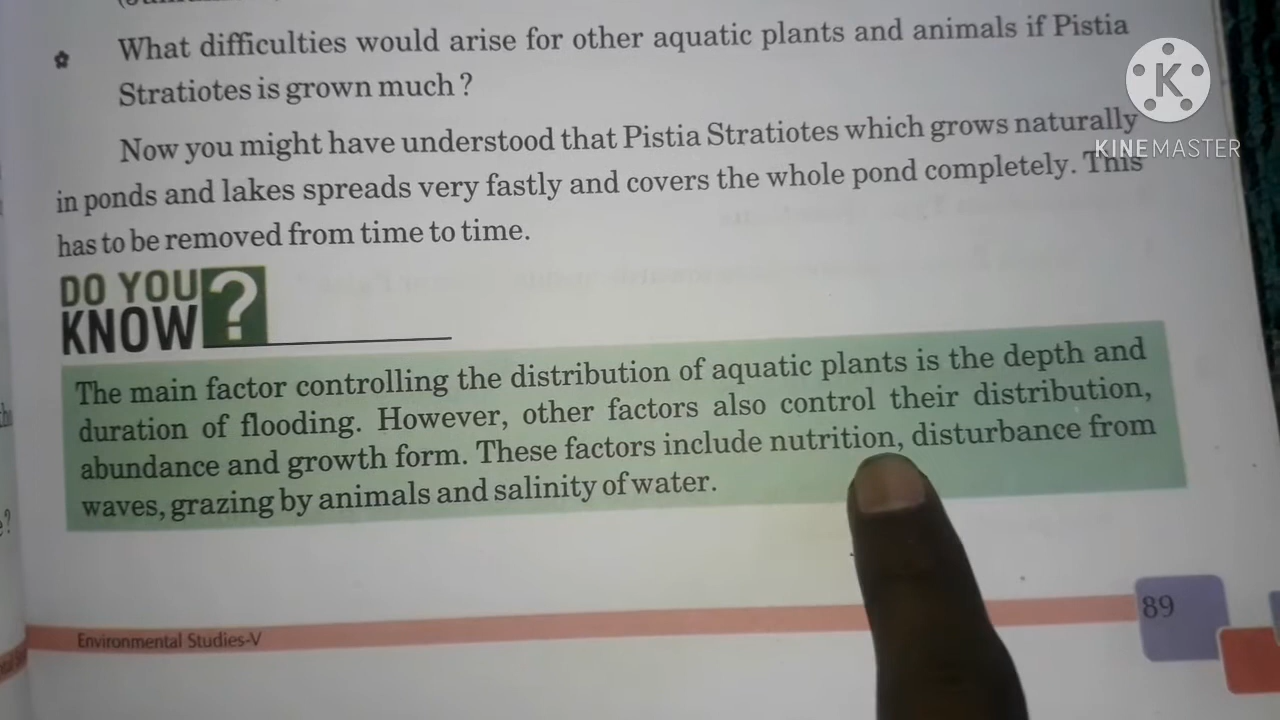 What difficulties would arise for other aquatic plants and animals if Pistia
Stratiotes is grown much ?
Now you might have understood that Pistia Stratiotes which grows naturally
in ponds and lakes spreads very fastly and covers the whole pond completely. This
has to be removed from time to time.
K
KINEMASTER
DO YOU
KNOW ?
The main factor controlling the distribution of aquatic plants is the depth and
duration of flooding. However, other factors also control their distribution,
abundance and growth form. These factors include nutrition, disturbance from
waves, grazing by animals and salinity of water.
Environmental Studies-V
89